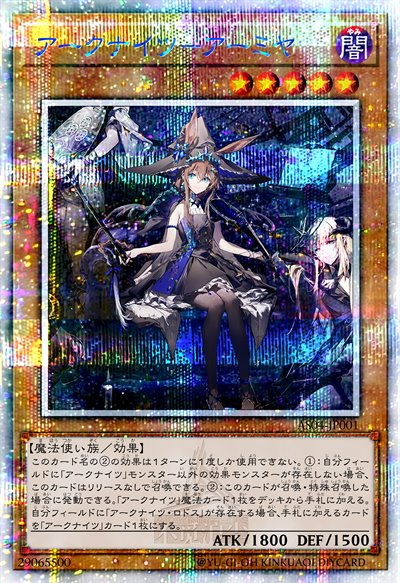 アークナイツーアーミヤ
闇
AS04-JP001
【魔法使い族／効果】
このカード名の②の効果は1ターンに1度しか使用できない。①:自分フィー
ルドに｢アークナイツ｣モンスター以外の効果モンスターが存在しない場合、
このカードはリリースなしで召喚できる。②:このカードが召喚・特殊召喚した
場合に発動できる。｢アークナイツ｣魔法カード1枚をデッキから手札に加える。
自分フィールドに｢アークナイツ・ロドス｣が存在する場合、手札に加えるカード
を｢アークナイツ｣カード1枚にする。
ATK/1800 DEF/1500
29065500
@YU-GI-OH KINKUAOE DIYCARD